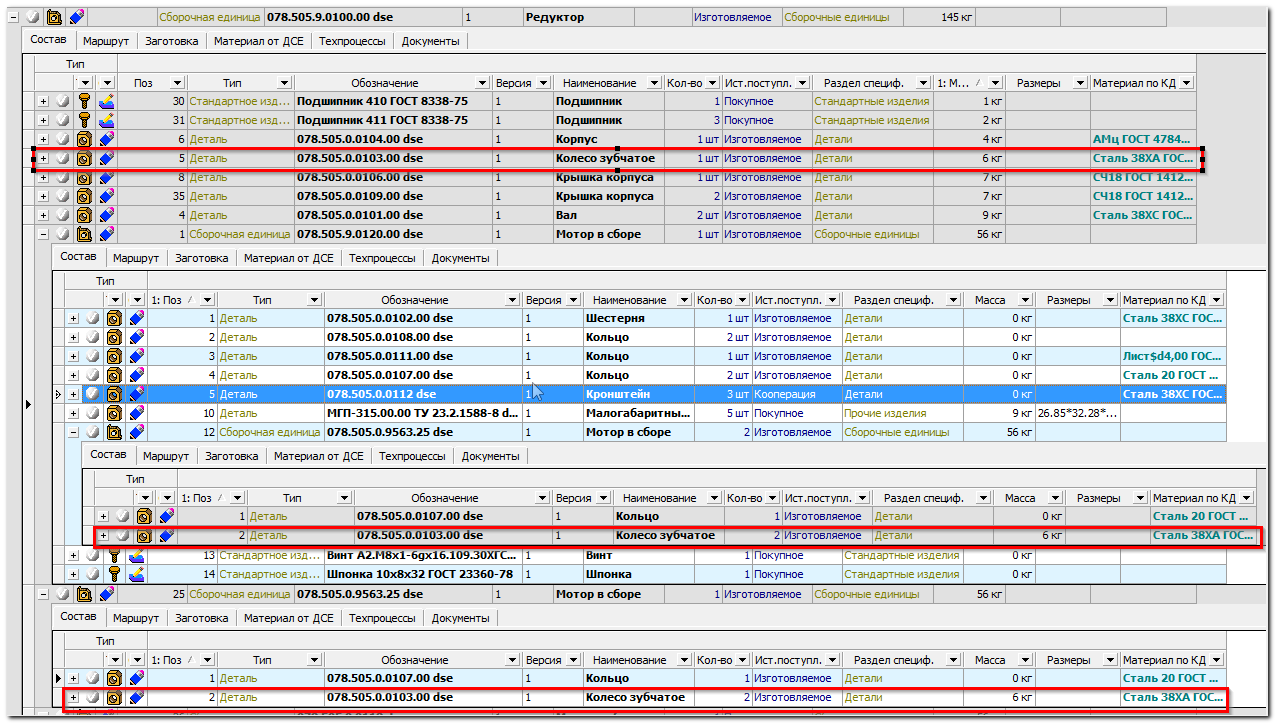 Сборочная единица 078.505.9.0100.00 dse 1 Редуктор Изготовляемое Сборочные единицы 145 кг
Состав Маршрут Заготовка Материал от ДСЕ Техпроцессы Документы
Тип
Поз Тип Обозначение Версия Наименование Кол-во Ист.поступл. Раздел специф. 1: М... Размеры Материал по КД
30 Стандартное изд... Подшипник 410 ГОСТ 8338-75 1 Подшипник 1 Покупное Стандартные изделия 1 кг
31 Стандартное изд... Подшипник 411 ГОСТ 8338-75 1 Подшипник 3 Покупное Стандартные изделия 2 кг
6 Деталь 078.505.0.0104.00 dse 1 Корпус 1 шт Изготовляемое Детали 4 кг АМц ГОСТ 4784...
5 Деталь 078.505.0.0103.00 dse 1 Колесо зубчатое 1 шт Изготовляемое Детали 6 кг Сталь 38ХА ГОС...
8 Деталь 078.505.0.0106.00 dse 1 Крышка корпуса 1 шт Изготовляемое Детали 7 кг СЧ18 ГОСТ 1412...
35 Деталь 078.505.0.0109.00 dse 1 Крышка корпуса 2 Изготовляемое Детали 7 кг СЧ18 ГОСТ 1412...
4 Деталь 078.505.0.0101.00 dse 1 Вал 2 шт Изготовляемое Детали 9 кг Сталь 38ХС ГОС...
1 Сборочная единица 078.505.9.0120.00 dse 1 Мотор в сборе 1 шт Изготовляемое Сборочные единицы 56 кг
Состав Маршрут Заготовка Материал от ДСЕ Техпроцессы Документы
Тип
1: Поз Тип Обозначение Версия Наименование Кол-во Ист.поступл. Раздел специф. Масса Размеры Материал по КД
1 Деталь 078.505.0.0102.00 dse 1 Шестерня 1 шт Изготовляемое Детали 0 кг Сталь 38ХС ГОС...
2 Деталь 078.505.0.0108.00 dse 1 Кольцо 2 шт Изготовляемое Детали 0 кг
3 Деталь 078.505.0.0111.00 dse 1 Кольцо 1 шт Изготовляемое Детали 0 кг Лист$d4,00 ГОС...
4 Деталь 078.505.0.0107.00 dse 1 Кольцо 2 шт Изготовляемое Детали 0 кг Сталь 20 ГОСТ ...
5 Деталь 078.505.0.0112 dse 1 Кронштейн 3 шт Кооперация Детали 0 кг Сталь 38ХС ГОС...
10 Деталь МГП-315.00.00 ТУ 23.2.1588-8 d... 1 Малогабаритны... 5 шт Покупное Прочие изделия 9 кг 26.85*32.28*...
12 Сборочная единица 078.505.0.9563.25 dse 1 Мотор в сборе 2 Изготовляемое Сборочные единицы 56 кг
Состав Маршрут Заготовка Материал от ДСЕ Техпроцессы Документы
Тип
1: Поз Тип Обозначение Версия Наименование Кол-во Ист.поступл. Раздел специф. Масса Размеры Материал по КД
1 Деталь 078.505.0.0107.00 dse 1 Кольцо 1 Изготовляемое Детали 0 кг Сталь 20 ГОСТ ...
2 Деталь 078.505.0.0103.00 dse 1 Колесо зубчатое 2 Изготовляемое Детали 6 кг Сталь 38ХА ГОС...
13 Стандартное изд... Винт А2.М8х1-6gх16.109.30ХГС... 1 Винт 1 Покупное Стандартные изделия 0 кг
14 Стандартное изд... Шпонка 10х8х32 ГОСТ 23360-78 1 Шпонка 1 Покупное Стандартные изделия 0 кг
25 Сборочная единица 078.505.0.9563.25 dse 1 Мотор в сборе 1 Изготовляемое Сборочные единицы 56 кг
Состав Маршрут Заготовка Материал от ДСЕ Техпроцессы Документы
Тип
1: Поз Тип Обозначение Версия Наименование Кол-во Ист.поступл. Раздел специф. Масса Размеры Материал по КД
1 Деталь 078.505.0.0107.00 dse 1 Кольцо 1 Изготовляемое Детали 0 кг Сталь 20 ГОСТ ...
2 Деталь 078.505.0.0103.00 dse 1 Колесо зубчатое 2 Изготовляемое Детали 6 кг Сталь 38ХА ГОС...